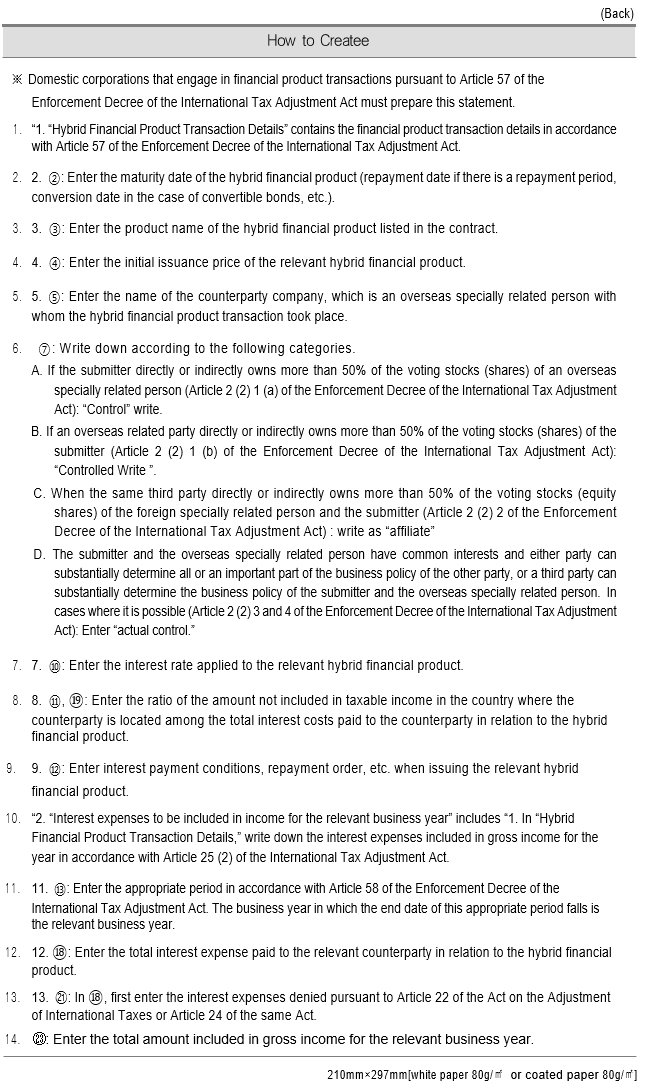 (Back)
How to Createe
※ Domestic corporations that engage in financial product transactions pursuant to Article 57 of the
Enforcement Decree of the International Tax Adjustment Act must prepare this statement.
1. “1. “Hybrid Financial Product Transaction Details” contains the financial product transaction details in accordance
with Article 57 of the Enforcement Decree of the International Tax Adjustment Act.
2. 2. ②: Enter the maturity date of the hybrid financial product (repayment date if there is a repayment period,
conversion date in the case of convertible bonds, etc.).
3. 3. ③: Enter the product name of the hybrid financial product listed in the contract.
4. 4. ④: Enter the initial issuance price of the relevant hybrid financial product.
5. 5. ⑤: Enter the name of the counterparty company, which is an overseas specially related person with
whom the hybrid financial product transaction took place.
6. ⑦: Write down according to the following categories.
A. If the submitter directly or indirectly owns more than 50% of the voting stocks (shares) of an overseas
specially related person (Article 2 (2) 1 (a) of the Enforcement Decree of the International Tax Adjustment
Act): “Control” write.
B. If an overseas related party directly or indirectly owns more than 50% of the voting stocks (shares) of the
submitter (Article 2 (2) 1 (b) of the Enforcement Decree of the International Tax Adjustment Act):
“Controlled Write ”.
C. When the same third party directly or indirectly owns more than 50% of the voting stocks (equity
shares) of the foreign specially related person and the submitter (Article 2 (2) 2 of the Enforcement
Decree of the International Tax Adjustment Act) : write as “affiliate”
D. The submitter and the overseas specially related person have common interests and either party can
substantially determine all or an important part of the business policy of the other party, or a third party can
substantially determine the business policy of the submitter and the overseas specially related person. In
cases where it is possible (Article 2 (2) 3 and 4 of the Enforcement Decree of the International Tax Adjustment
Act): Enter “actual control.”
7. 7. ⑩: Enter the interest rate applied to the relevant hybrid financial product.
8. 8. ⑪, ⑲: Enter the ratio of the amount not included in taxable income in the country where the
counterparty is located among the total interest costs paid to the counterparty in relation to the hybrid
financial product.
9. 9. ⑫: Enter interest payment conditions, repayment order, etc. when issuing the relevant hybrid
financial product.
10. “2. “Interest expenses to be included in income for the relevant business year” includes “1. In “Hybrid
Financial Product Transaction Details,” write down the interest expenses included in gross income for the
year in accordance with Article 25 (2) of the International Tax Adjustment Act.
11. 11. ⑬: Enter the appropriate period in accordance with Article 58 of the Enforcement Decree of the
International Tax Adjustment Act. The business year in which the end date of this appropriate period falls is
the relevant business year.
12. 12. ⑱: Enter the total interest expense paid to the relevant counterparty in relation to the hybrid financial
product.
13. 13. ㉑: In ⑱, first enter the interest expenses denied pursuant to Article 22 of the Act on the Adjustment
of International Taxes or Article 24 of the same Act.
14. ㉓: Enter the total amount included in gross income for the relevant business year.
210mm×297mm[white paper 80g/㎡ or coated paper 80g/㎡]